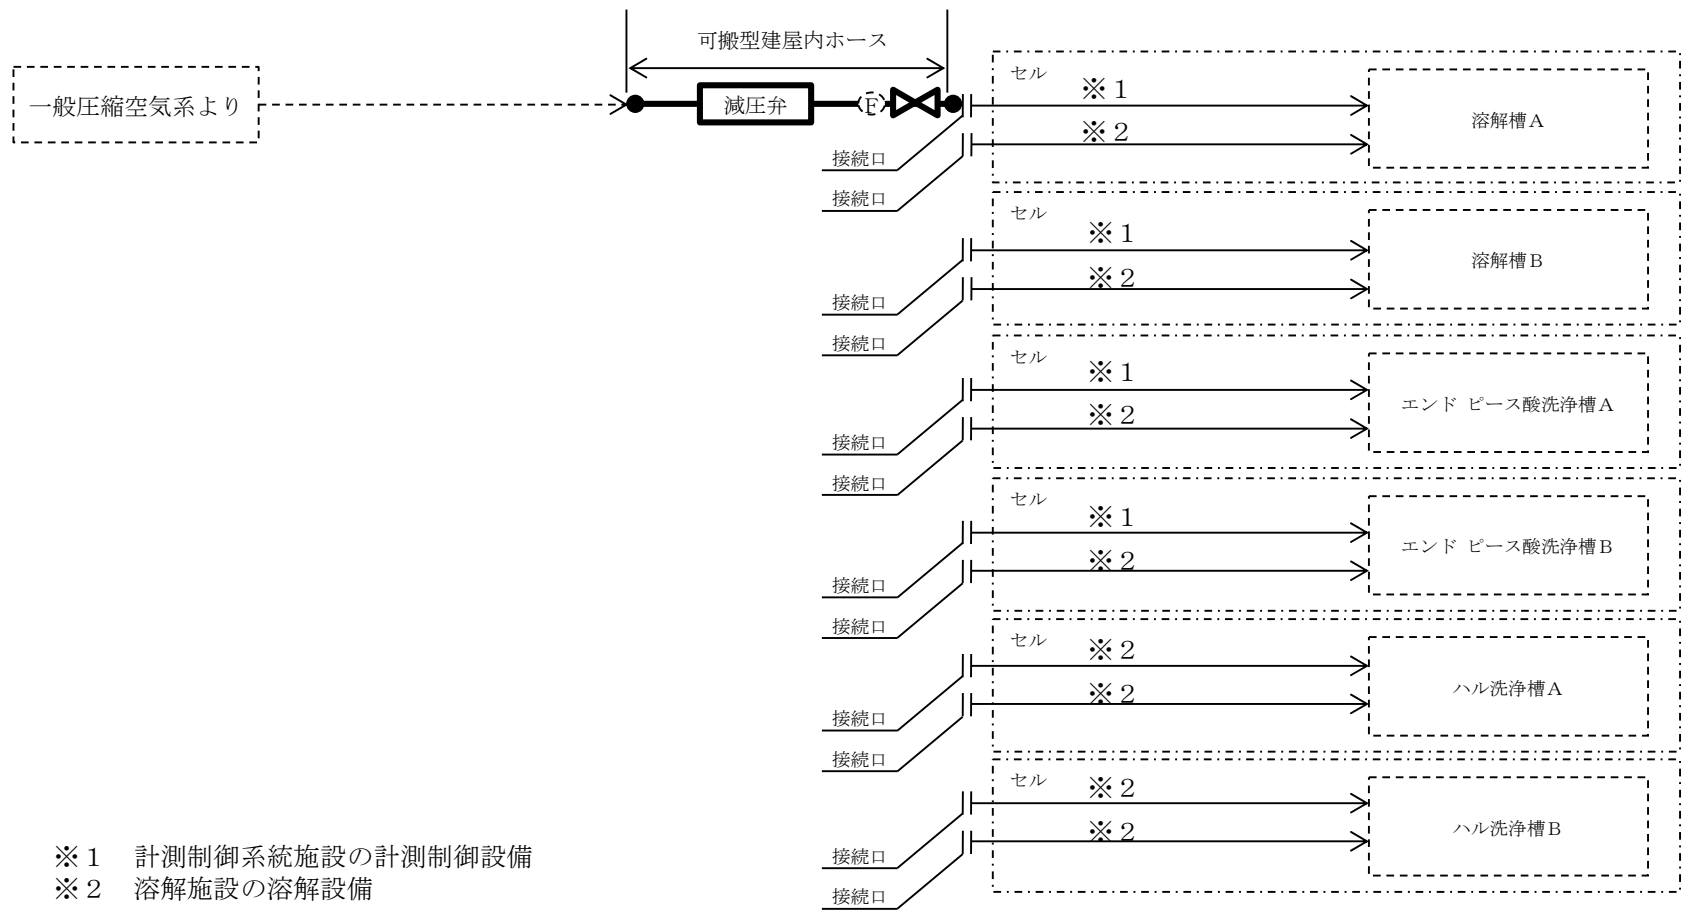 可搬型建屋内ホース
一般圧縮空気系より
減圧弁
F
セル
※１
※２
溶解槽Ａ
接続口
接続口
セル
※１
※２
溶解槽Ｂ
接続口
接続口
セル
※１
※２
エンド ピース酸洗浄槽Ａ
接続口
接続口
セル
※１
※２
エンド ピース酸洗浄槽Ｂ
接続口
接続口
セル
※２
※２
ハル洗浄槽Ａ
接続口
接続口
セル
※２
※２
ハル洗浄槽Ｂ
接続口
接続口
※１　計測制御系統施設の計測制御設備
※２　溶解施設の溶解設備